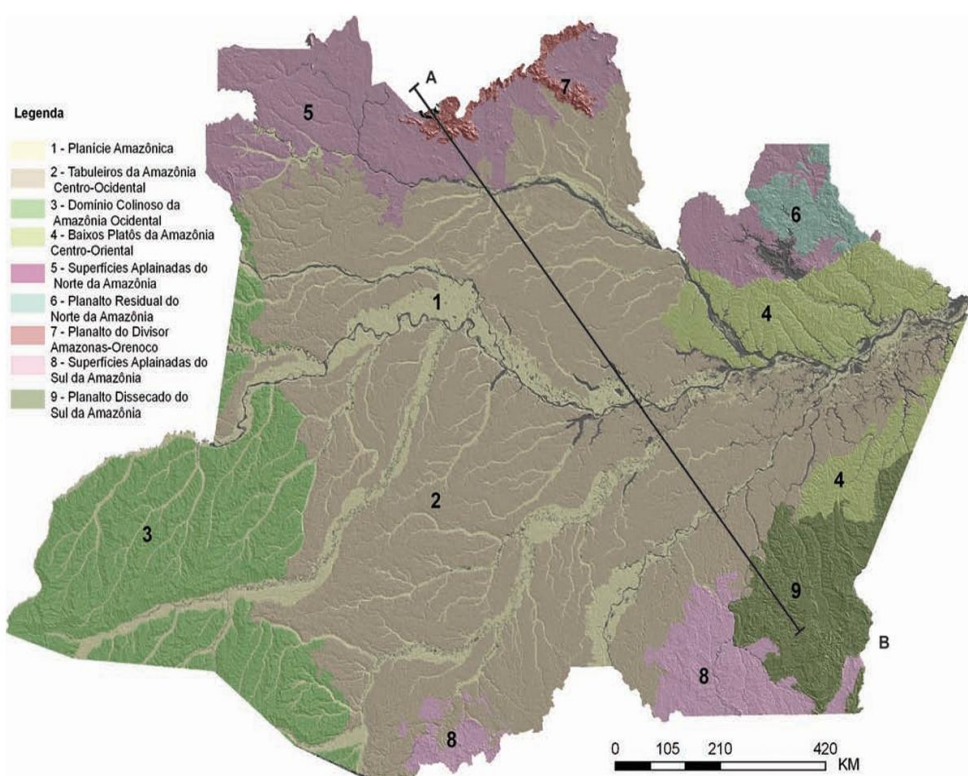 A
7
5
Legenda
1 - Planície Amazônica
2 - Tabuleiros da Amazônia
Centro-Ocidental
3 - Domínio Colinoso da
Amazônia Ocidental
4 - Baixos Platôs da Amazônia
Centro-Oriental
5 - Superfícies Aplainadas do
Norte da Amazônia
6 - Planalto Residual do
Norte da Amazônia
7 - Planalto do Divisor
Amazonas-Orenoco
8 - Superfícies Aplainadas do
Sul da Amazônia
9 - Planalto Dissecado do
Sul da Amazônia
6
1
4
2
4
3
9
B
8
8
0 105 210 420
KM